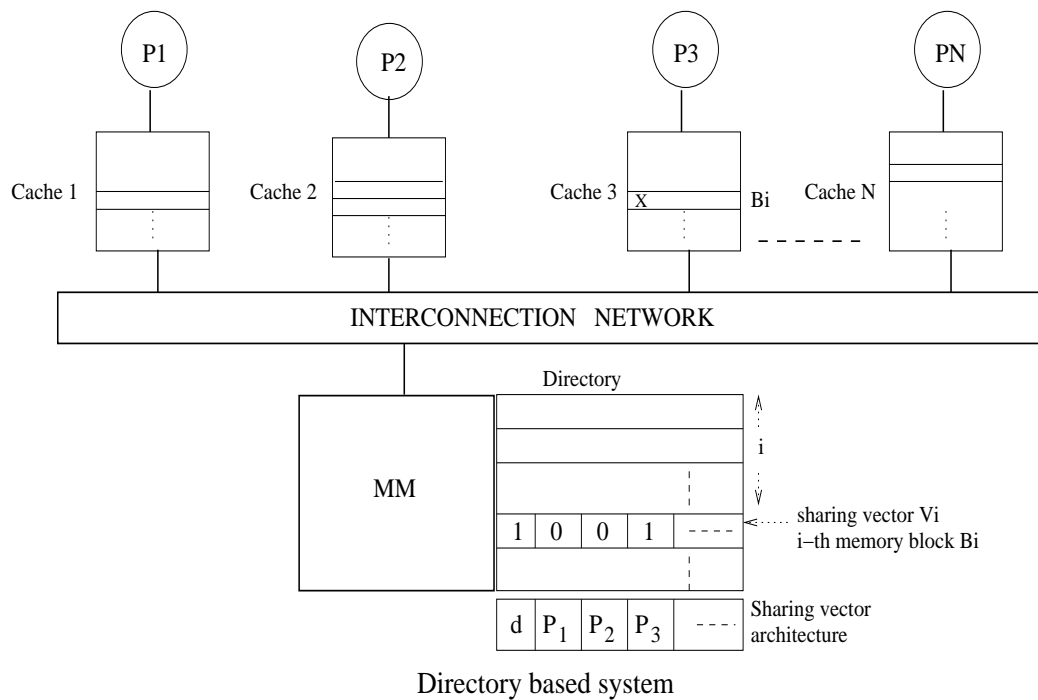 P1 P2 P3 PN
Cache 1 Cache 2 Cache 3 X Bi Cache N
INTERCONNECTION NETWORK
Directory
i
MM
sharing vector Vi
1 0 0 1
i−th memory block Bi
d P1 P2 P3
Sharing vector
architecture
Directory based system